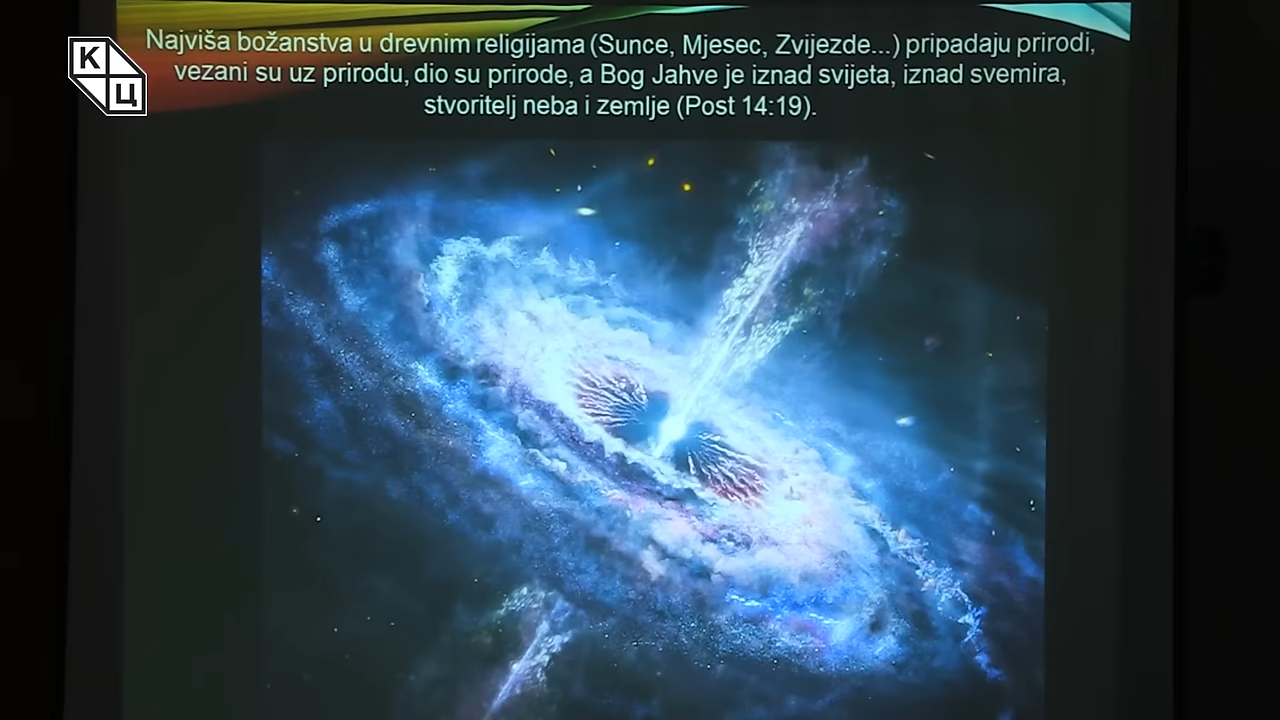 Najviša božanstva u drevnim religijama (Sunce, Mjesec, Zvijezde...) pripadaju prirodi,
vezani su uz prirodu, dio su prirode, a Bog Jahve je iznad svijeta, iznad svemira,
stvoritelj neba i zemlje (Post 14:19).
К
Ц